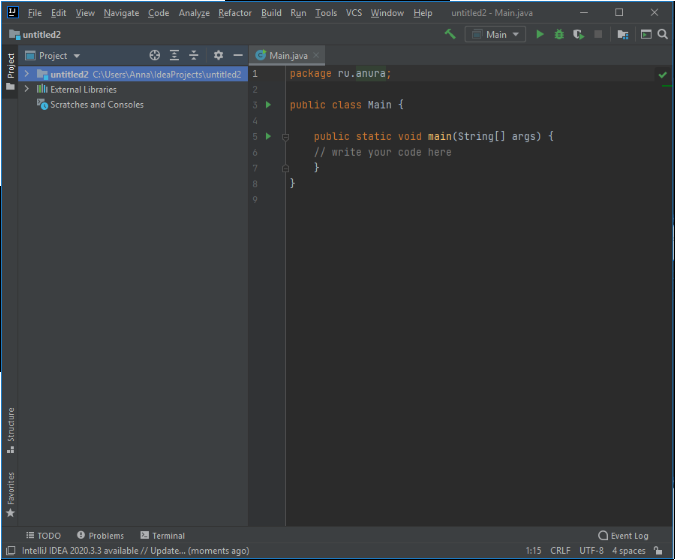 File Edit View Navigate Code Analyze Refactor Build Run Tools VCS Window Help untitled2 - Main.java
untitled2
Main
Project
Main.java
Project
untitled2 C:\Users\Anna\IdeaProjects\untitled2
External Libraries
Scratches and Consoles
1 package ru.anura;
2
3 public class Main {
4
5 public static void main(String[] args) {
6 // write your code here
7 }
8 }
9
Structure
Favorites
TODO Problems Terminal Event Log
IntelliJ IDEA 2020.3.3 available // Update... (moments ago) 1:15 CRLF UTF-8 4 spaces